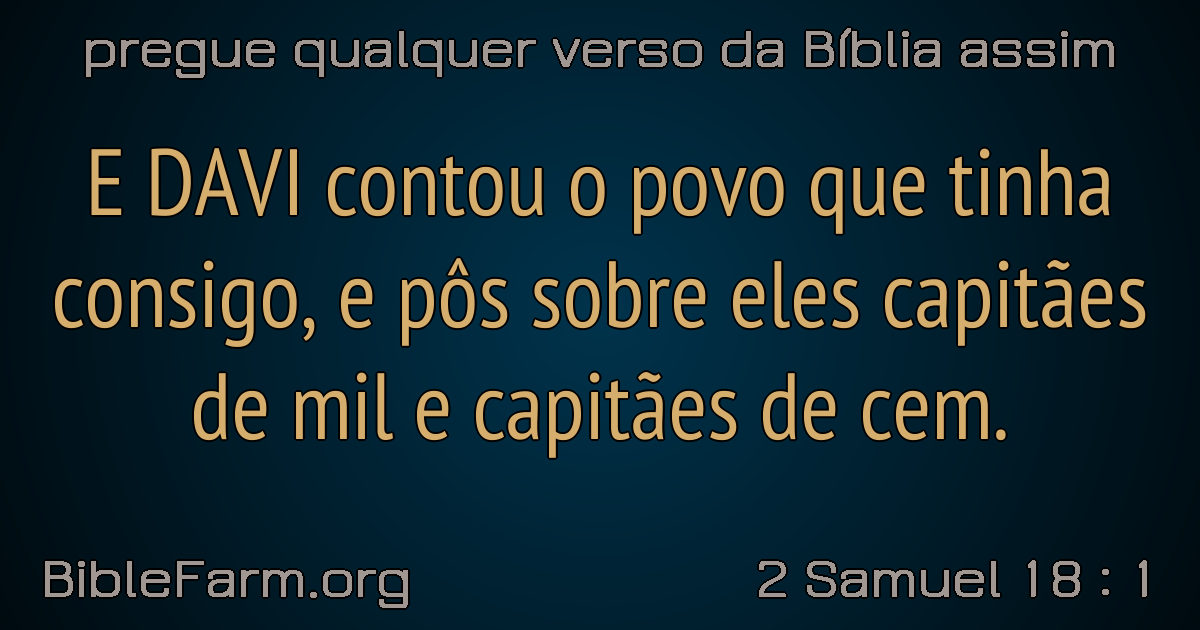 pregue qualquer verso da Bíblia assim
E DAVI contou o povo que tinha
consigo, e pôs sobre eles capitães
de mil e capitães de cem.
BibleFarm.org
2 Samuel 18 : 1